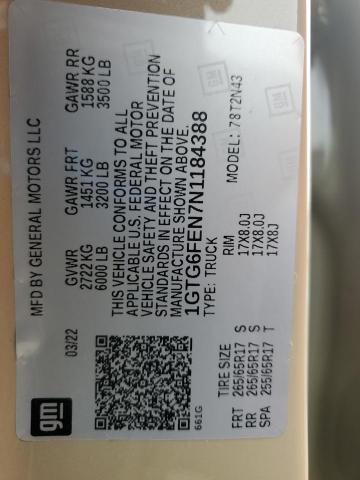 gm
MFD BY GENERAL MOTORS LLC
03/22
GVWR GAWR FRT GAWR RR
2722 KG 1451 KG 1588 KG
6000 LB 3200 LB 3500 LB
THIS VEHICLE CONFORMS TO ALL
APPLICABLE U.S. FEDERAL MOTOR
VEHICLE SAFETY AND THEFT PREVENTION
STANDARDS IN EFFECT ON THE DATE OF
MANUFACTURE SHOWN ABOVE.
1GTG6FEN7N1184388
TYPE: TRUCK
MODEL: 78T2N43
661G
TIRE SIZE RIM
FRT 265/65R17 S 17X8.0J
RR 265/65R17 S 17X8.0J
SPA 255/65R17 T 17X8J